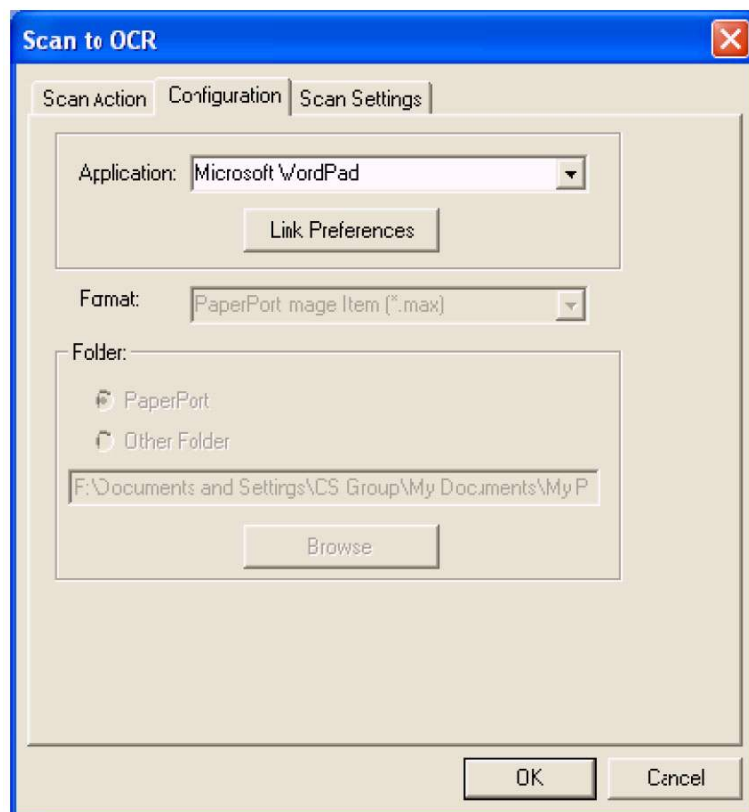 Scan to OCR
Scan Action Configuration Scan Settings
Application: Microsoft WordPad
Link Preferences
Format: PaperPort mage Item (*.max)
Folder:
PaperPort
Other Folder
F:\Documents and Settings\CS Group\My Documents\My P
Browse
OK Cancel